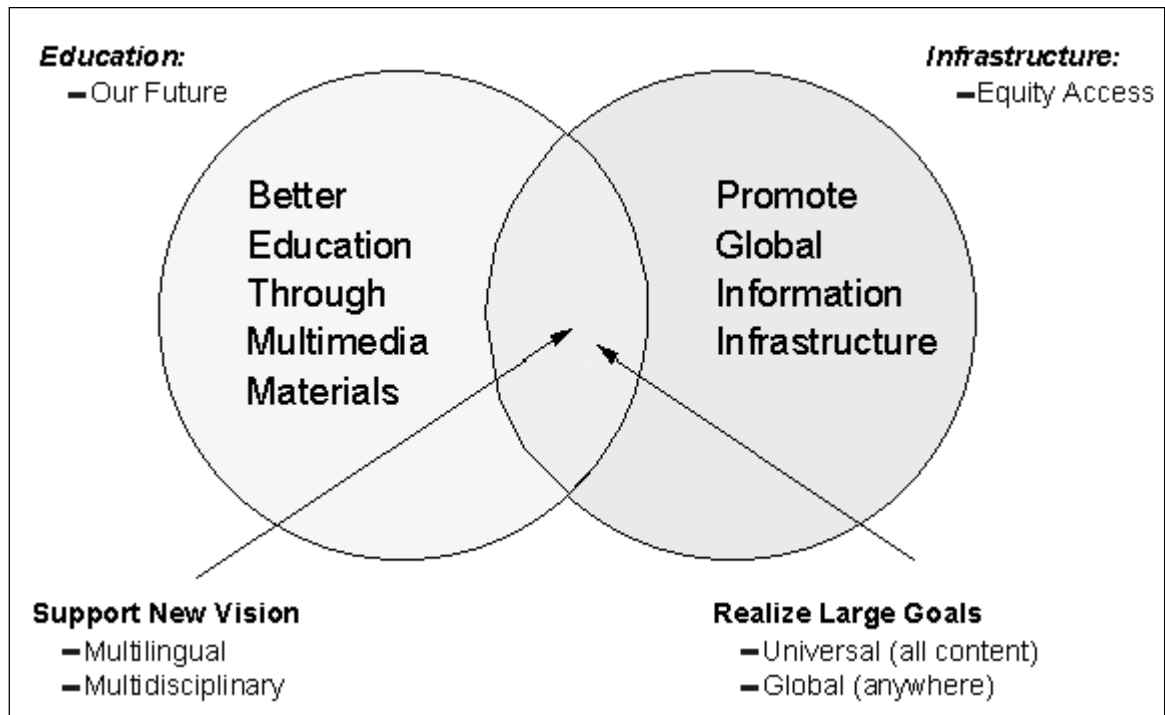 Education:
– Our Future
Infrastructure:
– Equity Access
Better
Education
Through
Multimedia
Materials
Promote
Global
Information
Infrastructure
Support New Vision
– Multilingual
– Multidisciplinary
Realize Large Goals
– Universal (all content)
– Global (anywhere)